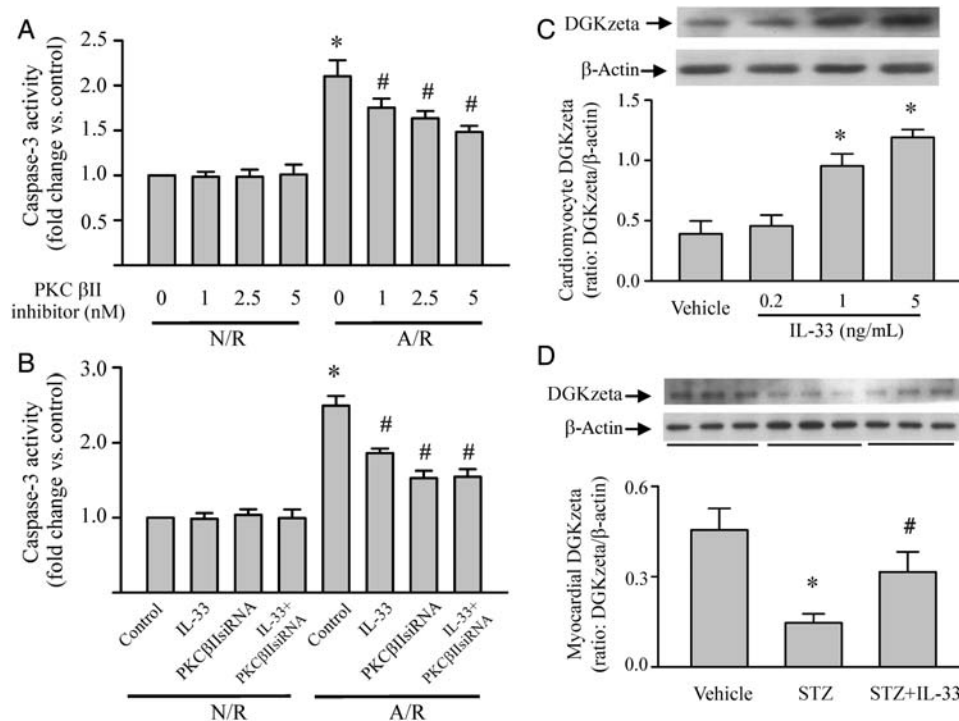 A
Caspase-3 activity
(fold change vs. control)
2.5
2.0
1.5
1.0
0.5
*
#
#
#
PKC βII
inhibitor (nM)
0 1 2.5 5 0 1 2.5 5
N/R A/R
B
Caspase-3 activity
(fold change vs. control)
3.0
2.0
1.0
*
#
#
#
Control
IL-33
PKCβIIsiRNA
IL-33+
PKCβIIsiRNA
Control
IL-33
PKCβIIsiRNA
IL-33+
PKCβIIsiRNA
N/R A/R
C
DGKzeta
β-Actin
Cardiomyocyte DGKzeta
(ratio: DGKzeta/β-actin)
1.5
1.0
0.5
0.0
*
*
Vehicle 0.2 1 5
IL-33 (ng/mL)
D
DGKzeta
β-Actin
Myocardial DGKzeta
(ratio: DGKzeta/β-actin)
0.6
0.3
0.0
*
#
Vehicle STZ STZ+IL-33